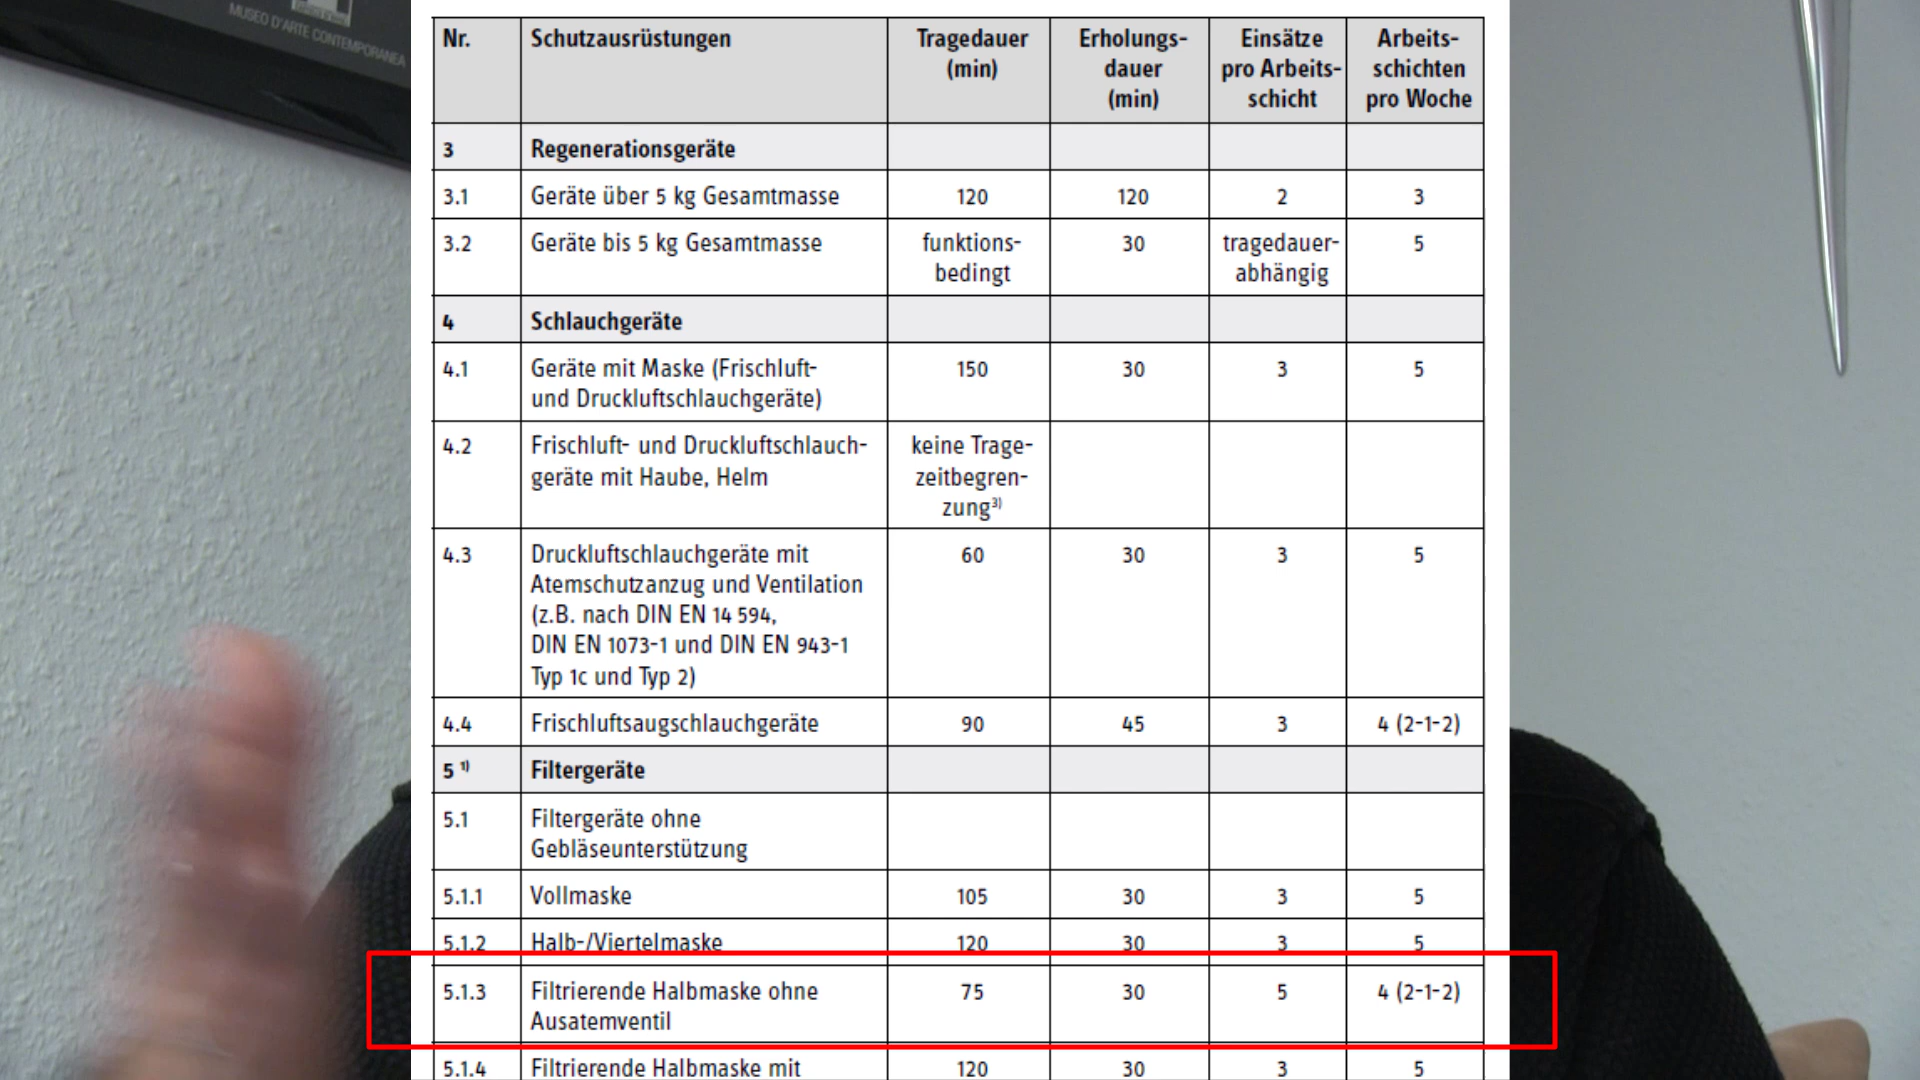 MUSEO D'ARTE CONTEMPORANEA
Nr. Schutzausrüstungen Tragedauer (min) Erholungs-dauer (min) Einsätze pro Arbeits-schicht Arbeits-schichten pro Woche
3 Regenerationsgeräte
3.1 Geräte über 5 kg Gesamtmasse 120 120 2 3
3.2 Geräte bis 5 kg Gesamtmasse funktions- 30 tragedauer- 5
bedingt abhängig
4 Schlauchgeräte
4.1 Geräte mit Maske (Frischluft- 150 30 3 5
und Druckluftschlauchgeräte)
4.2 Frischluft- und Druckluftschlauch- keine Trage-
geräte mit Haube, Helm zeitbegren-
zung³⁾
4.3 Druckluftschlauchgeräte mit 60 30 3 5
Atemschutzanzug und Ventilation
(z.B. nach DIN EN 14 594,
DIN EN 1073-1 und DIN EN 943-1
Typ 1c und Typ 2)
4.4 Frischluftsaugschlauchgeräte 90 45 3 4 (2-1-2)
5 ¹⁾ Filtergeräte
5.1 Filtergeräte ohne
Gebläseunterstützung
5.1.1 Vollmaske 105 30 3 5
5.1.2 Halb-/Viertelmaske 120 30 3 5
5.1.3 Filtrierende Halbmaske ohne 75 30 5 4 (2-1-2)
Ausatemventil
5.1.4 Filtrierende Halbmaske mit 120 30 3 5